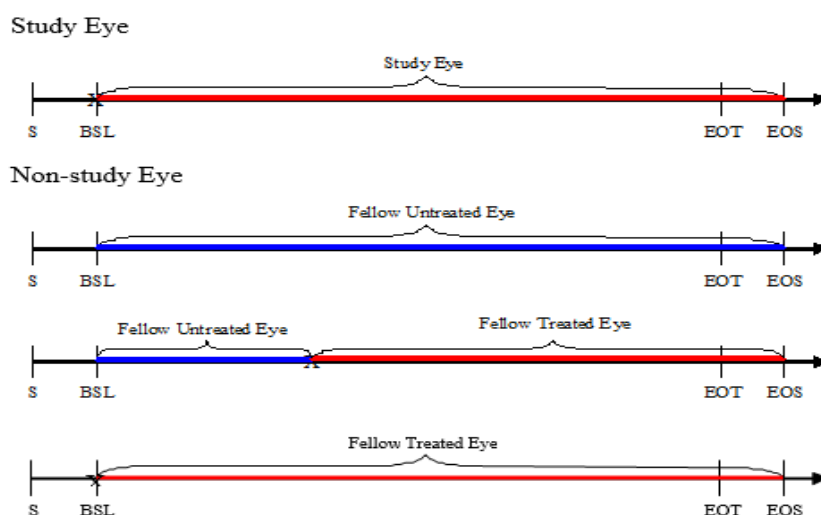 Study Eye
Study Eye
X
S BSL EOT EOS
Non-study Eye
Fellow Untreated Eye
S BSL EOT EOS
Fellow Untreated Eye Fellow Treated Eye
X
S BSL EOT EOS
Fellow Treated Eye
X
S BSL EOT EOS